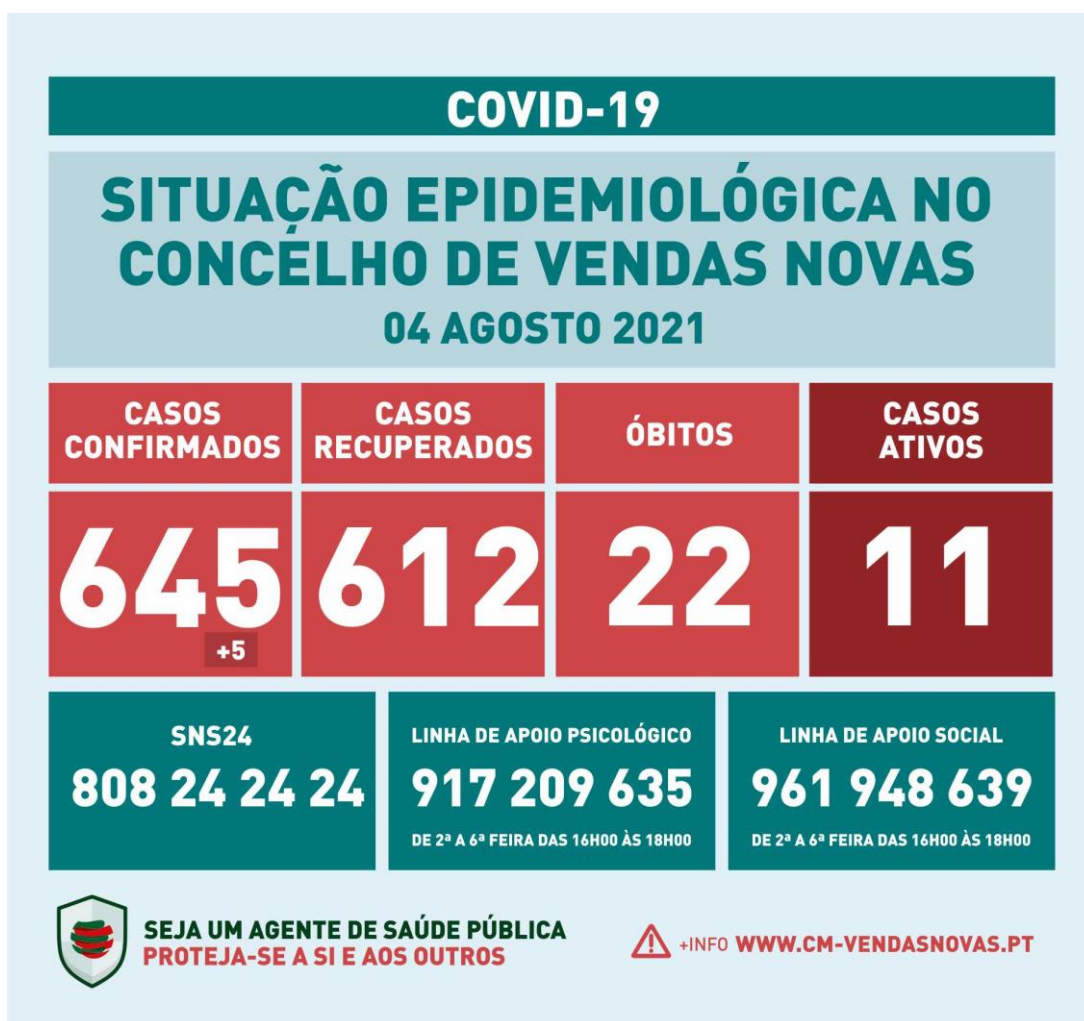 COVID-19
SITUAÇÃO EPIDEMIOLÓGICA NO
CONCELHO DE VENDAS NOVAS
04 AGOSTO 2021
CASOS
CONFIRMADOS
CASOS
RECUPERADOS
ÓBITOS
CASOS
ATIVOS
645
+5
612
22
11
SNS24
808 24 24 24
LINHA DE APOIO PSICOLÓGICO
917 209 635
DE 2ª A 6ª FEIRA DAS 16H00 ÀS 18H00
LINHA DE APOIO SOCIAL
961 948 639
DE 2ª A 6ª FEIRA DAS 16H00 ÀS 18H00
SEJA UM AGENTE DE SAÚDE PÚBLICA
PROTEJA-SE A SI E AOS OUTROS
+INFO WWW.CM-VENDASNOVAS.PT